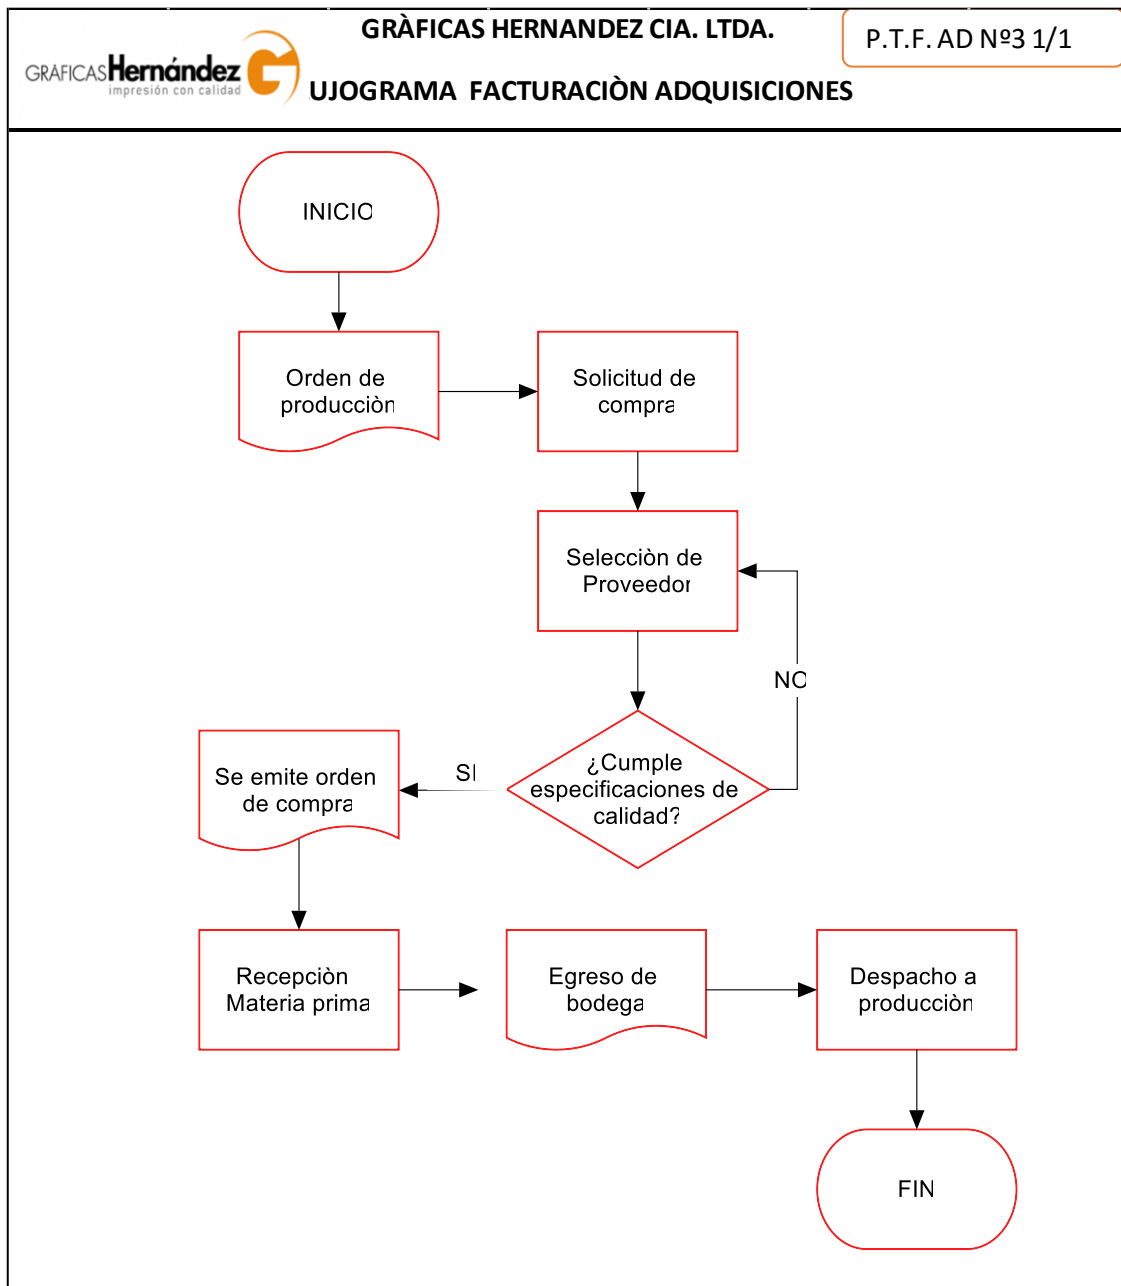 GRÀFICAS HERNANDEZ CIA. LTDA.
P.T.F. AD Nº3 1/1
GRAFICAS Hernández
impresión con calidad
UJOGRAMA FACTURACIÒN ADQUISICIONES
INICIO
Orden de
producciòn
Solicitud de
compra
Selecciòn de
Proveedor
NO
¿Cumple
especificaciones de
calidad?
SI
Se emite orden
de compra
Recepciòn
Materia prima
Egreso de
bodega
Despacho a
producciòn
FIN